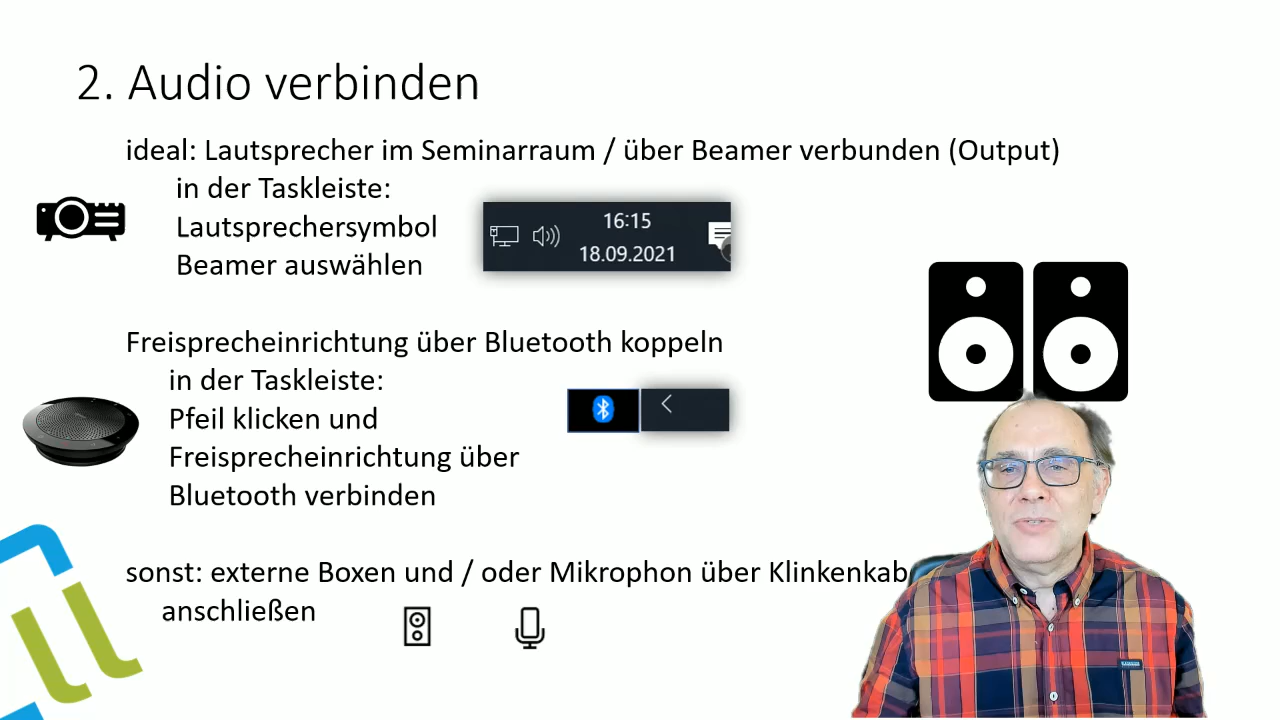 2. Audio verbinden
ideal: Lautsprecher im Seminarraum / über Beamer verbunden (Output)
in der Taskleiste:
Lautsprechersymbol
Beamer auswählen
16:15
18.09.2021
Freisprecheinrichtung über Bluetooth koppeln
in der Taskleiste:
Pfeil klicken und
Freisprecheinrichtung über
Bluetooth verbinden
sonst: externe Boxen und / oder Mikrophon über Klinkenkab
anschließen